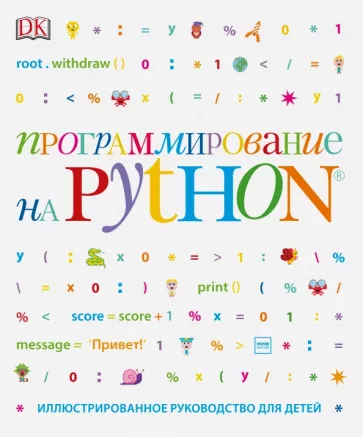 DK * = 0 * 1
root . withdraw ( ) 0 : * 1 < / =
0 : < % x ( = / : * y 1
ПРОГРАММИРОВАНИЕ
НА PYTHON®
y ( : x 0 * = > 1 : \ %
\ = x 0 : ) print ( ) ( %
% < score = score + 1 % x = 0 1 :
message = 'Привет!' 1 % > МИФ * : =
/ 0 : % x ( y / : *
* ИЛЛЮСТРИРОВАННОЕ РУКОВОДСТВО ДЛЯ ДЕТЕЙ *